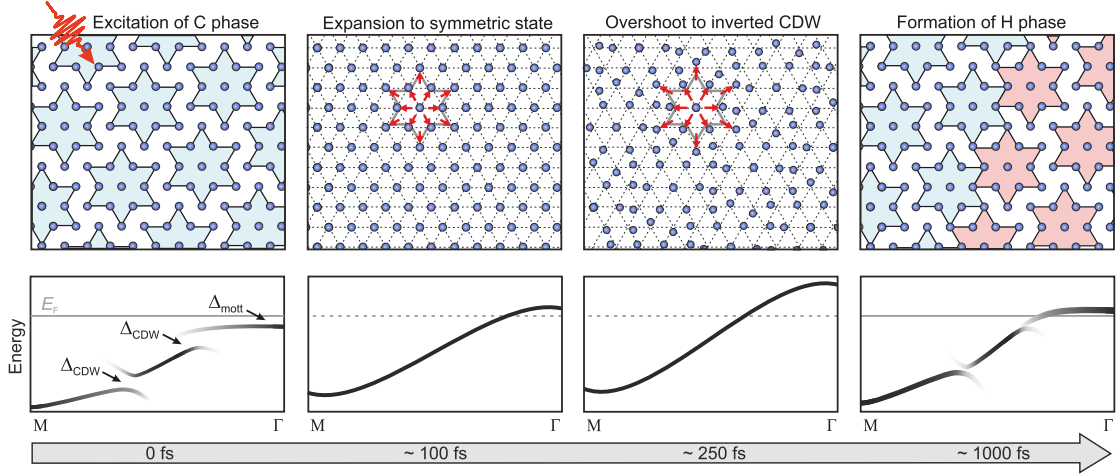 Excitation of C phase
Expansion to symmetric state
Overshoot to inverted CDW
Formation of H phase
Energy
E_F
Δ_mott
Δ_CDW
Δ_CDW
M Γ
M Γ
M Γ
M Γ
0 fs
~ 100 fs
~ 250 fs
~ 1000 fs